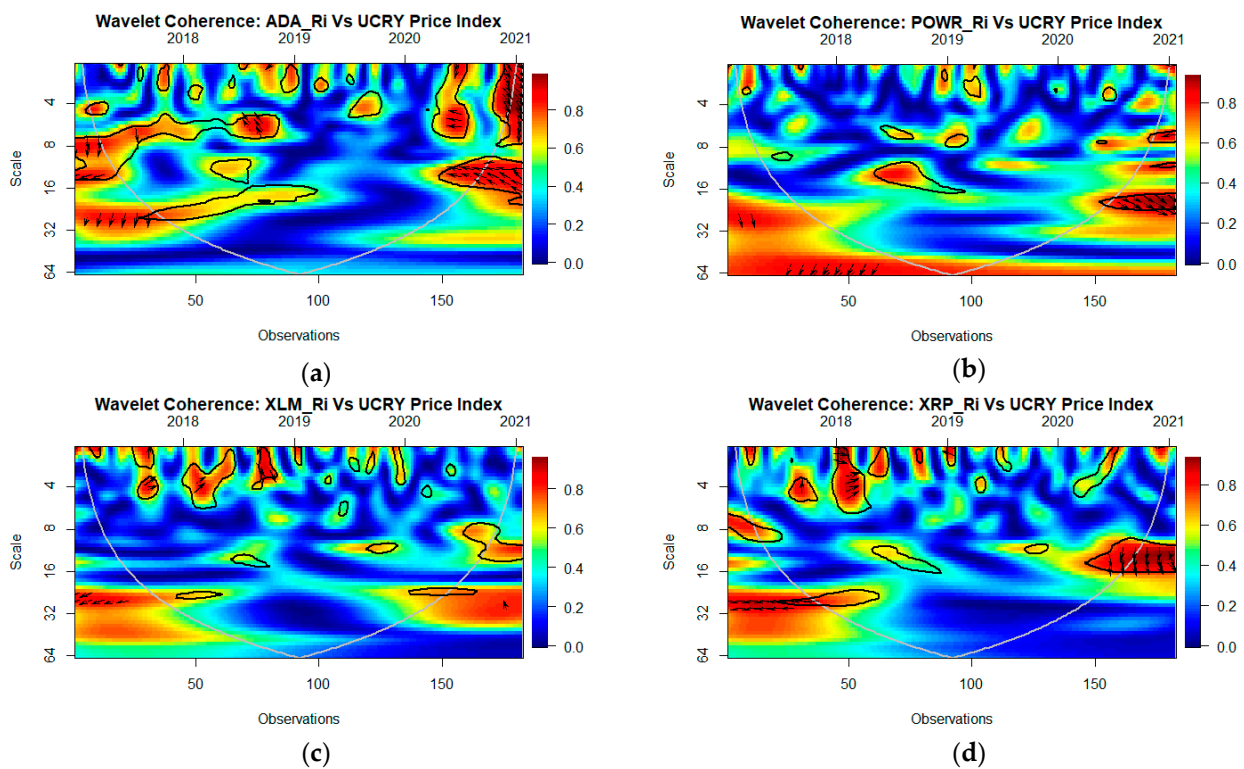 Wavelet Coherence: ADA_Ri Vs UCRY Price Index
2018 2019 2020 2021
Scale
4
8
16
32
64
0.8
0.6
0.4
0.2
0.0
50 100 150
Observations
(a)
Wavelet Coherence: POWR_Ri Vs UCRY Price Index
2018 2019 2020 2021
Scale
4
8
16
32
64
0.8
0.6
0.4
0.2
0.0
50 100 150
Observations
(b)
Wavelet Coherence: XLM_Ri Vs UCRY Price Index
2018 2019 2020 2021
Scale
4
8
16
32
64
0.8
0.6
0.4
0.2
0.0
50 100 150
Observations
(c)
Wavelet Coherence: XRP_Ri Vs UCRY Price Index
2018 2019 2020 2021
Scale
4
8
16
32
64
0.8
0.6
0.4
0.2
0.0
50 100 150
Observations
(d)